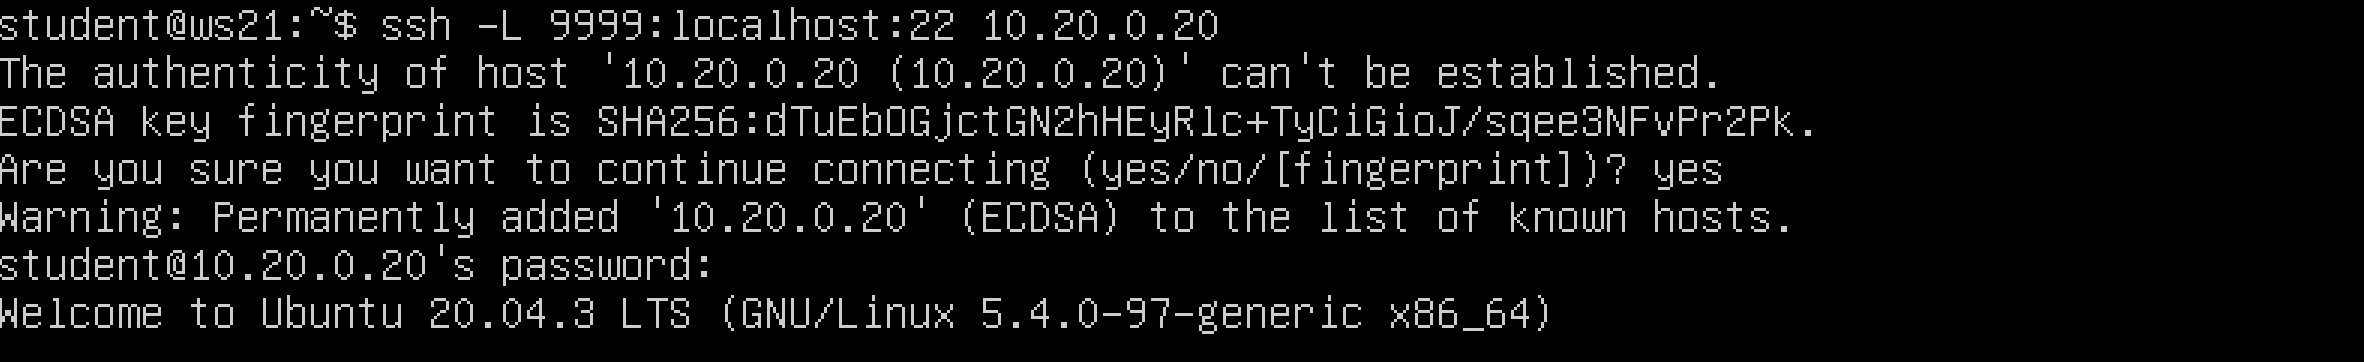 student@ws21:~$ ssh -L 9999:localhost:22 10.20.0.20
The authenticity of host '10.20.0.20 (10.20.0.20)' can't be established.
ECDSA key fingerprint is SHA256:dTuEbOGjctGN2hHEyRlc+TyCiGioJ/sqee3NFvPr2Pk.
Are you sure you want to continue connecting (yes/no/[fingerprint])? yes
Warning: Permanently added '10.20.0.20' (ECDSA) to the list of known hosts.
student@10.20.0.20's password:
Welcome to Ubuntu 20.04.3 LTS (GNU/Linux 5.4.0-97-generic x86_64)